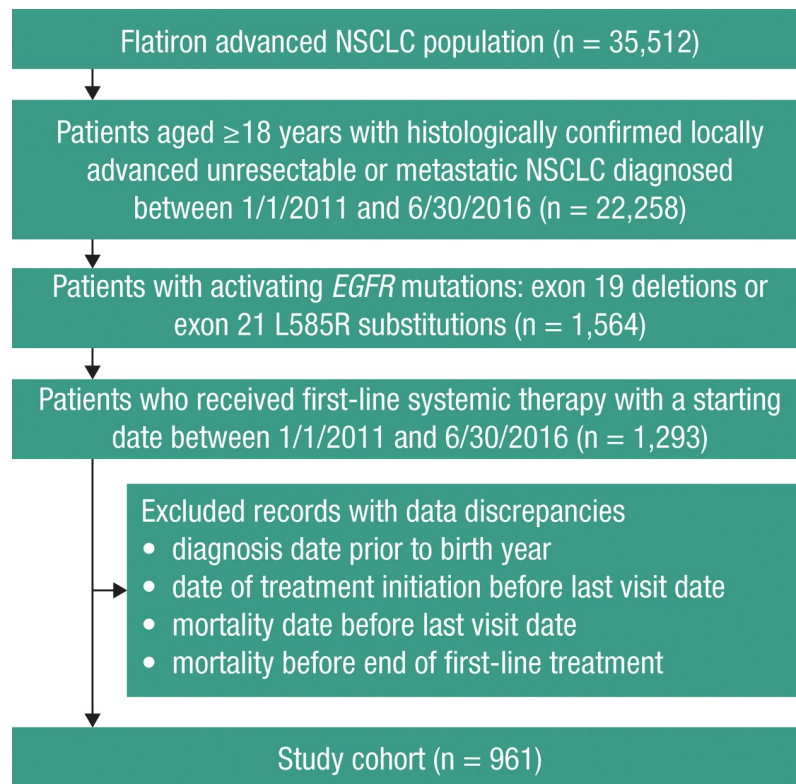 Flatiron advanced NSCLC population (n = 35,512)
Patients aged ≥18 years with histologically confirmed locally
advanced unresectable or metastatic NSCLC diagnosed
between 1/1/2011 and 6/30/2016 (n = 22,258)
Patients with activating EGFR mutations: exon 19 deletions or
exon 21 L585R substitutions (n = 1,564)
Patients who received first-line systemic therapy with a starting
date between 1/1/2011 and 6/30/2016 (n = 1,293)
Excluded records with data discrepancies
• diagnosis date prior to birth year
• date of treatment initiation before last visit date
• mortality date before last visit date
• mortality before end of first-line treatment
Study cohort (n = 961)